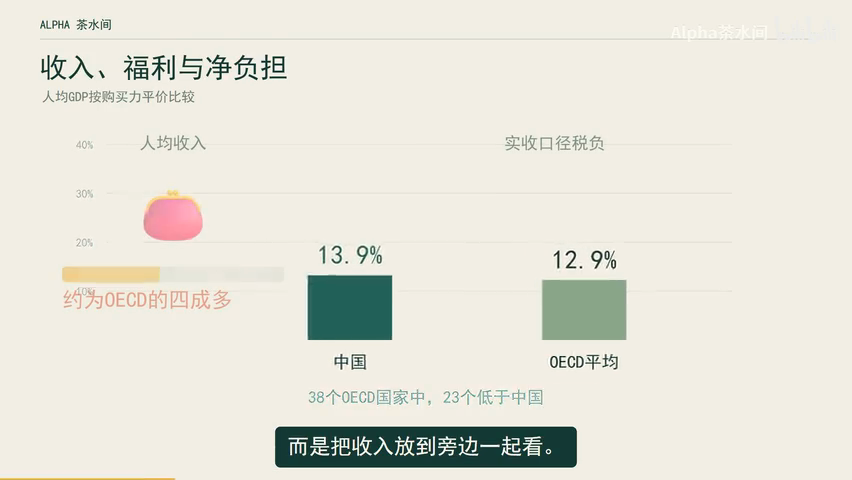 ALPHA 茶水间
Alpha茶水间
收入、福利与净负担
人均GDP按购买力平价比较
人均收入
实收口径税负
40%
30%
20%
10%
约为OECD的四成多
13.9%
12.9%
中国
OECD平均
38个OECD国家中，23个低于中国
而是把收入放到旁边一起看。